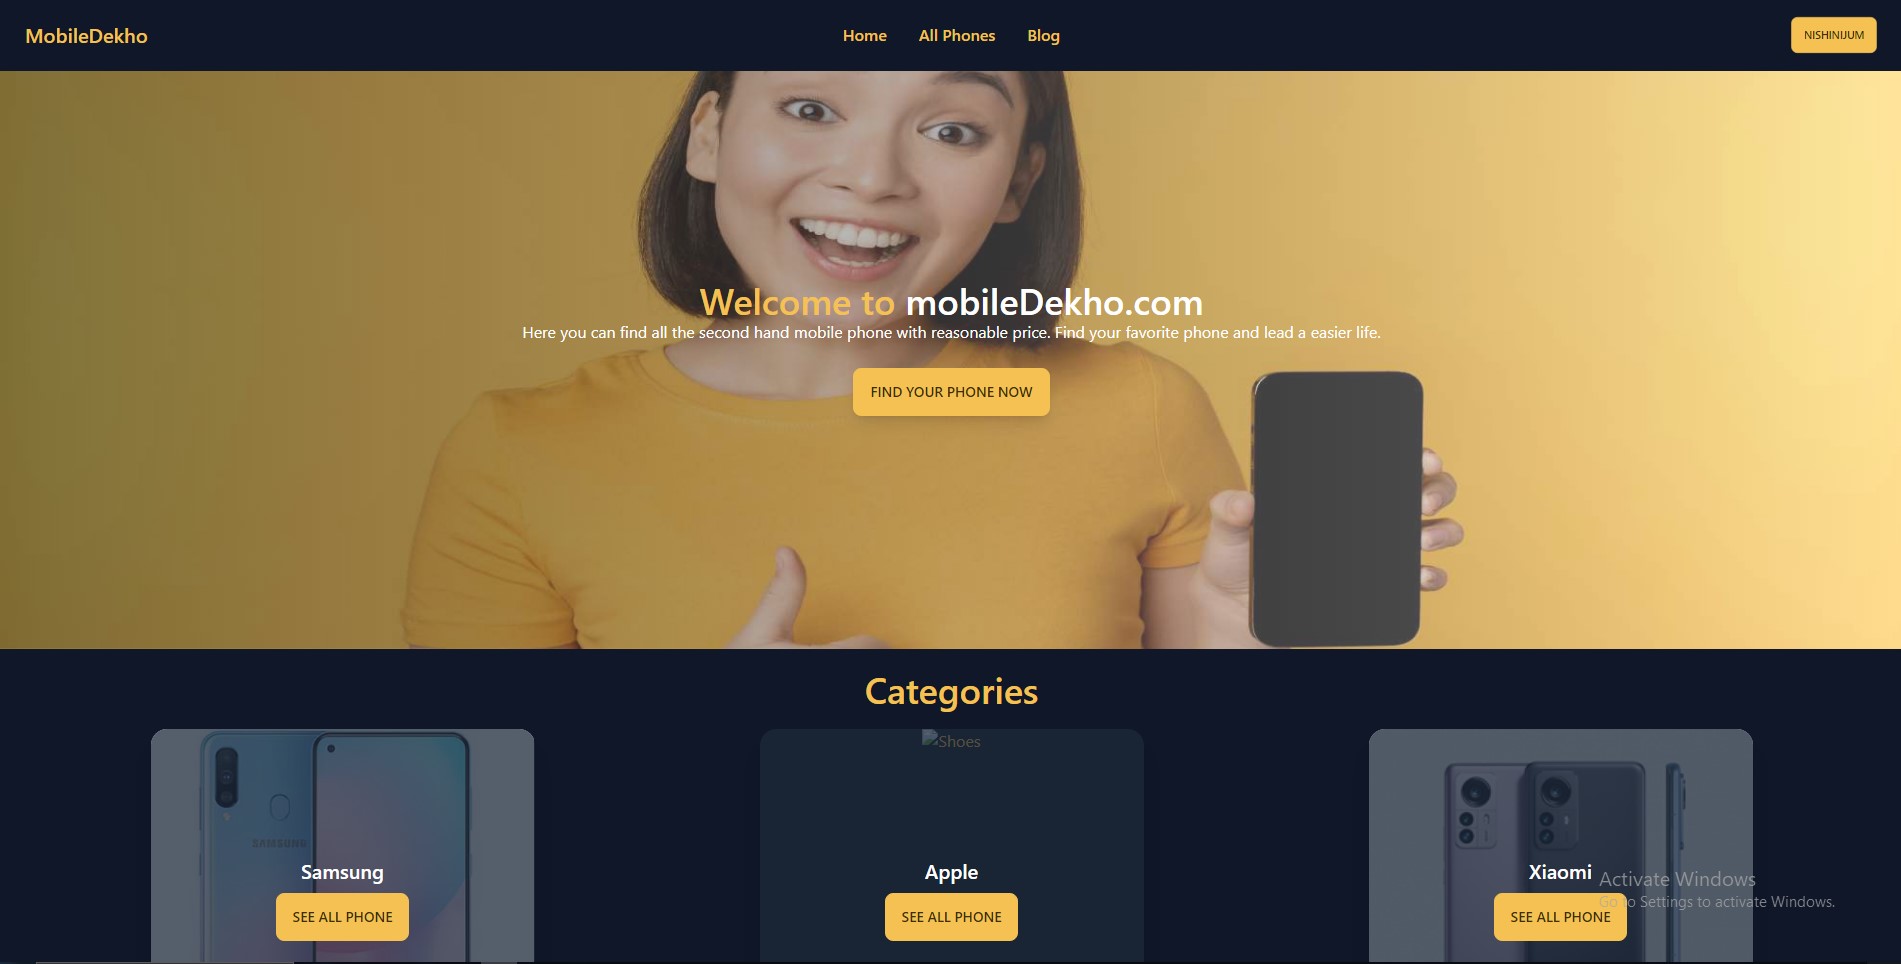 MobileDekho
Home
All Phones
Blog
NISHINIJUM
Welcome to mobileDekho.com
Here you can find all the second hand mobile phone with reasonable price. Find your favorite phone and lead a easier life.
FIND YOUR PHONE NOW
Categories
SAMSUNG
Samsung
SEE ALL PHONE
Shoes
Apple
SEE ALL PHONE
Xiaomi
SEE ALL PHONE
Activate Windows
Go to Settings to activate Windows.